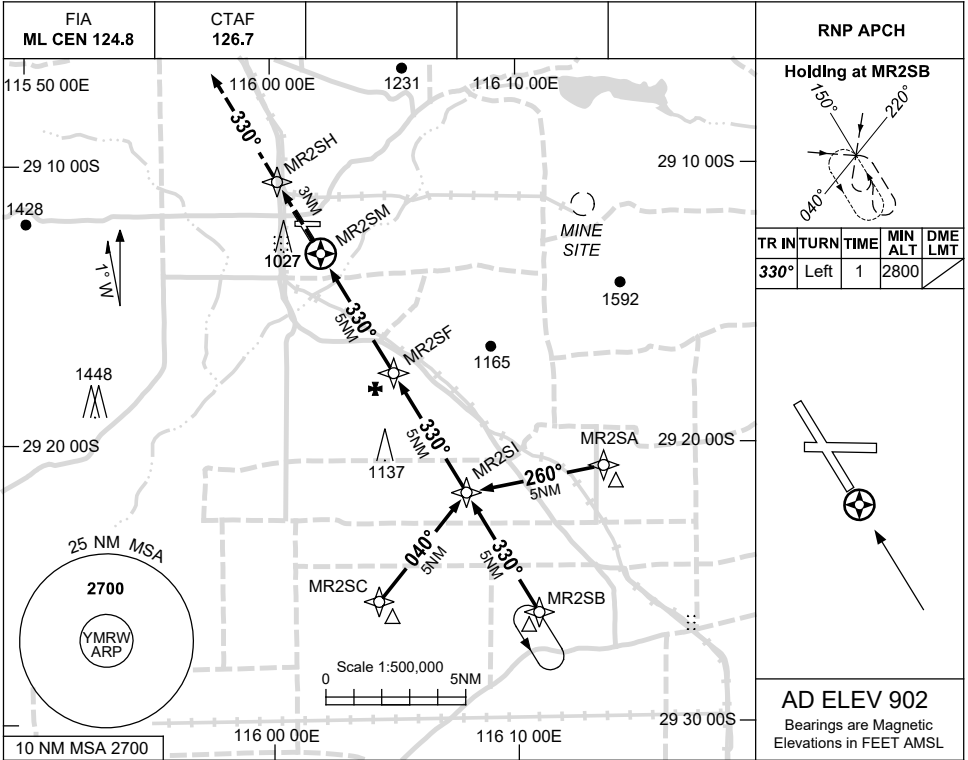 FIA
ML CEN 124.8
CTAF
126.7
RNP APCH
115 50 00E
116 00 00E
1231
116 10 00E
Holding at MR2SB
150°
220°
040°
330°
MR2SH
29 10 00S
29 10 00S
3NM
MR2SM
1428
MINE
SITE
1027
1° W
TR IN TURN TIME MIN ALT DME LMT
330° Left 1 2800
1592
330°
5NM
MR2SF
1165
1448
29 20 00S
29 20 00S
330°
5NM
1137
MR2SI
MR2SA
260°
5NM
25 NM MSA
2700
YMRW
ARP
040°
5NM
330°
5NM
MR2SC
MR2SB
Scale 1:500,000
0 5NM
AD ELEV 902
Bearings are Magnetic
Elevations in FEET AMSL
29 30 00S
10 NM MSA 2700
116 00 00E
116 10 00E